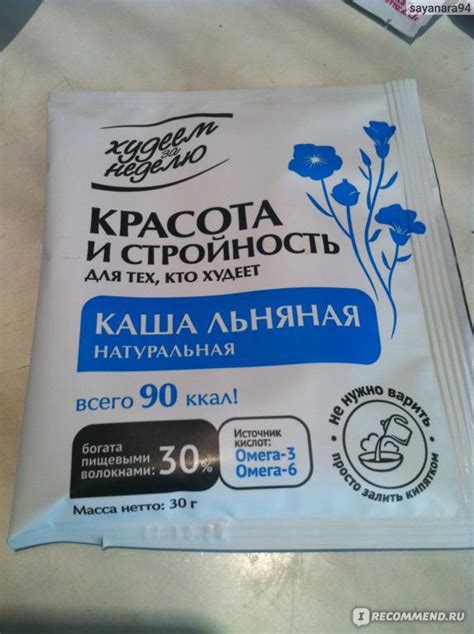 sayanara94
худеем
за
неделю
КРАСОТА
И СТРОЙНОСТЬ
ДЛЯ ТЕХ, КТО ХУДЕЕТ
КАША ЛЬНЯНАЯ
НАТУРАЛЬНАЯ
всего 90 ккал!
богата
пищевыми
волокнами: 30%
Источник
кислот:
Омега-3
Омега-6
не нужно варить
просто залить кипятком
Масса нетто: 30 г
IRECOMMEND.RU